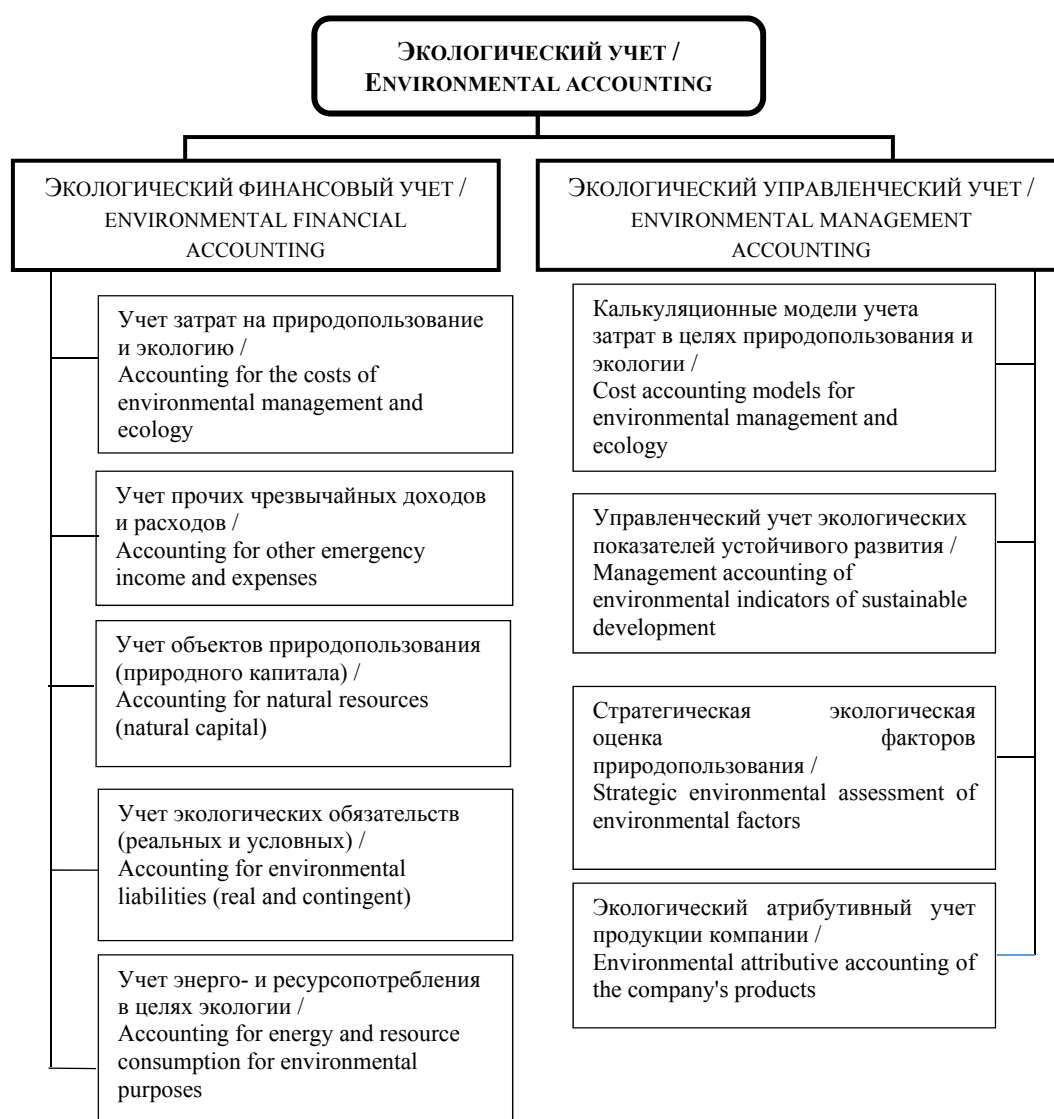 ЭКОЛОГИЧЕСКИЙ УЧЕТ /
ENVIRONMENTAL ACCOUNTING
ЭКОЛОГИЧЕСКИЙ ФИНАНСОВЫЙ УЧЕТ /
ENVIRONMENTAL FINANCIAL
ACCOUNTING
Учет затрат на природопользование
и экологию /
Accounting for the costs of
environmental management and
ecology
Учет прочих чрезвычайных доходов
и расходов /
Accounting for other emergency
income and expenses
Учет объектов природопользования
(природного капитала) /
Accounting for natural resources
(natural capital)
Учет экологических обязательств
(реальных и условных) /
Accounting for environmental
liabilities (real and contingent)
Учет энерго- и ресурсопотребления
в целях экологии /
Accounting for energy and resource
consumption for environmental
purposes
ЭКОЛОГИЧЕСКИЙ УПРАВЛЕНЧЕСКИЙ УЧЕТ /
ENVIRONMENTAL MANAGEMENT
ACCOUNTING
Калькуляционные модели учета
затрат в целях природопользования и
экологии /
Cost accounting models for
environmental management and
ecology
Управленческий учет экологических
показателей устойчивого развития /
Management accounting of
environmental indicators of sustainable
development
Стратегическая экологическая
оценка факторов
природопользования /
Strategic environmental assessment of
environmental factors
Экологический атрибутивный учет
продукции компании /
Environmental attributive accounting of
the company's products